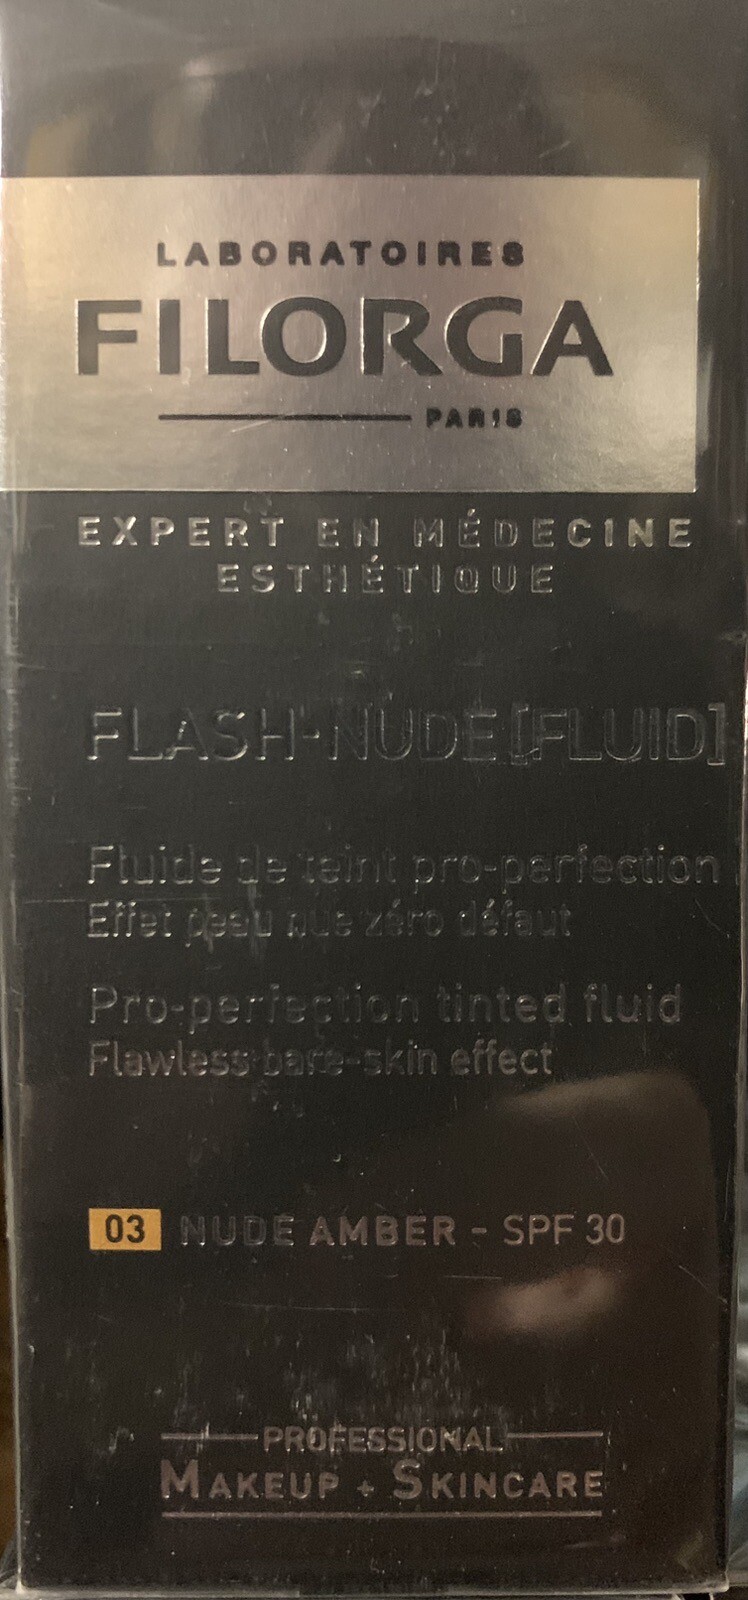 LABORATOIRES
FILORGA
PARIS
EXPERT EN MÉDECINE
ESTHÉTIQUE
FLASH-NUDE [FLUID]
Fluide de teint pro-perfection
Effet peau nue zéro défaut
Pro-perfection tinted fluid
Flawless bare-skin effect
03 NUDE AMBER - SPF 30
PROFESSIONAL
MAKEUP + SKINCARE